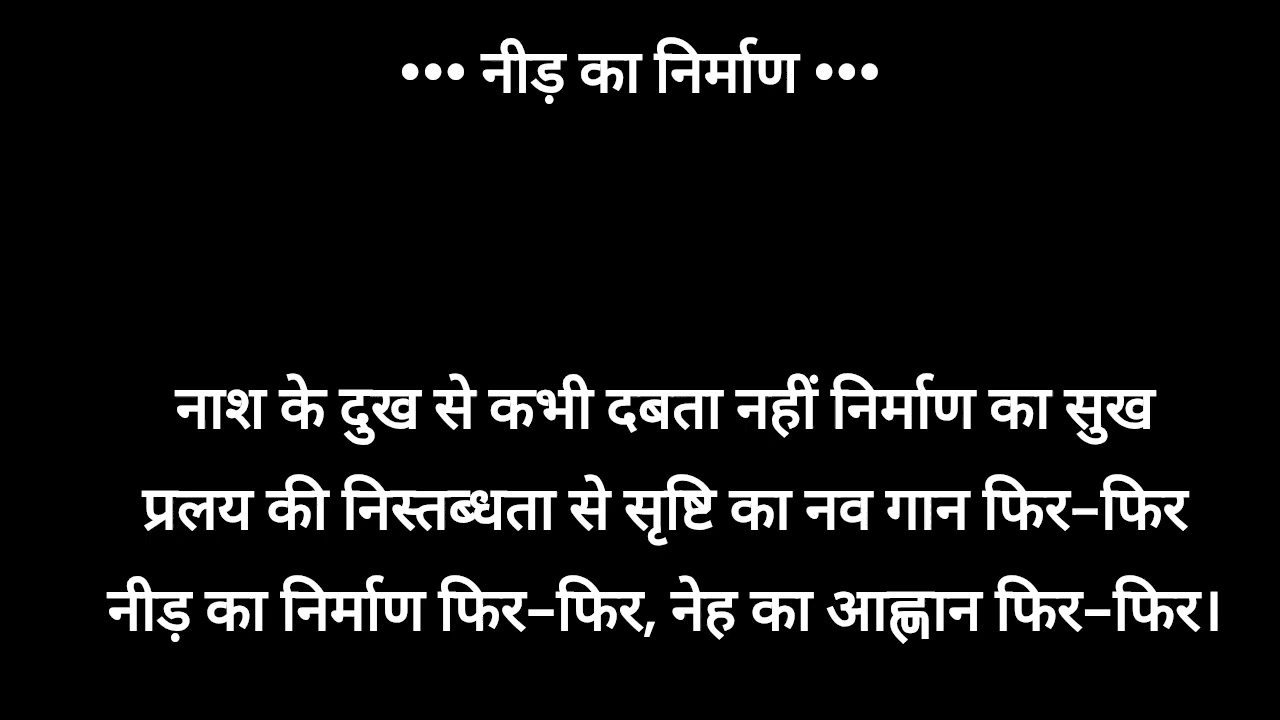 ••• नीड़ का निर्माण •••
नाश के दुख से कभी दबता नहीं निर्माण का सुख
प्रलय की निस्तब्धता से सृष्टि का नव गान फिर–फिर
नीड़ का निर्माण फिर–फिर, नेह का आह्णान फिर–फिर।